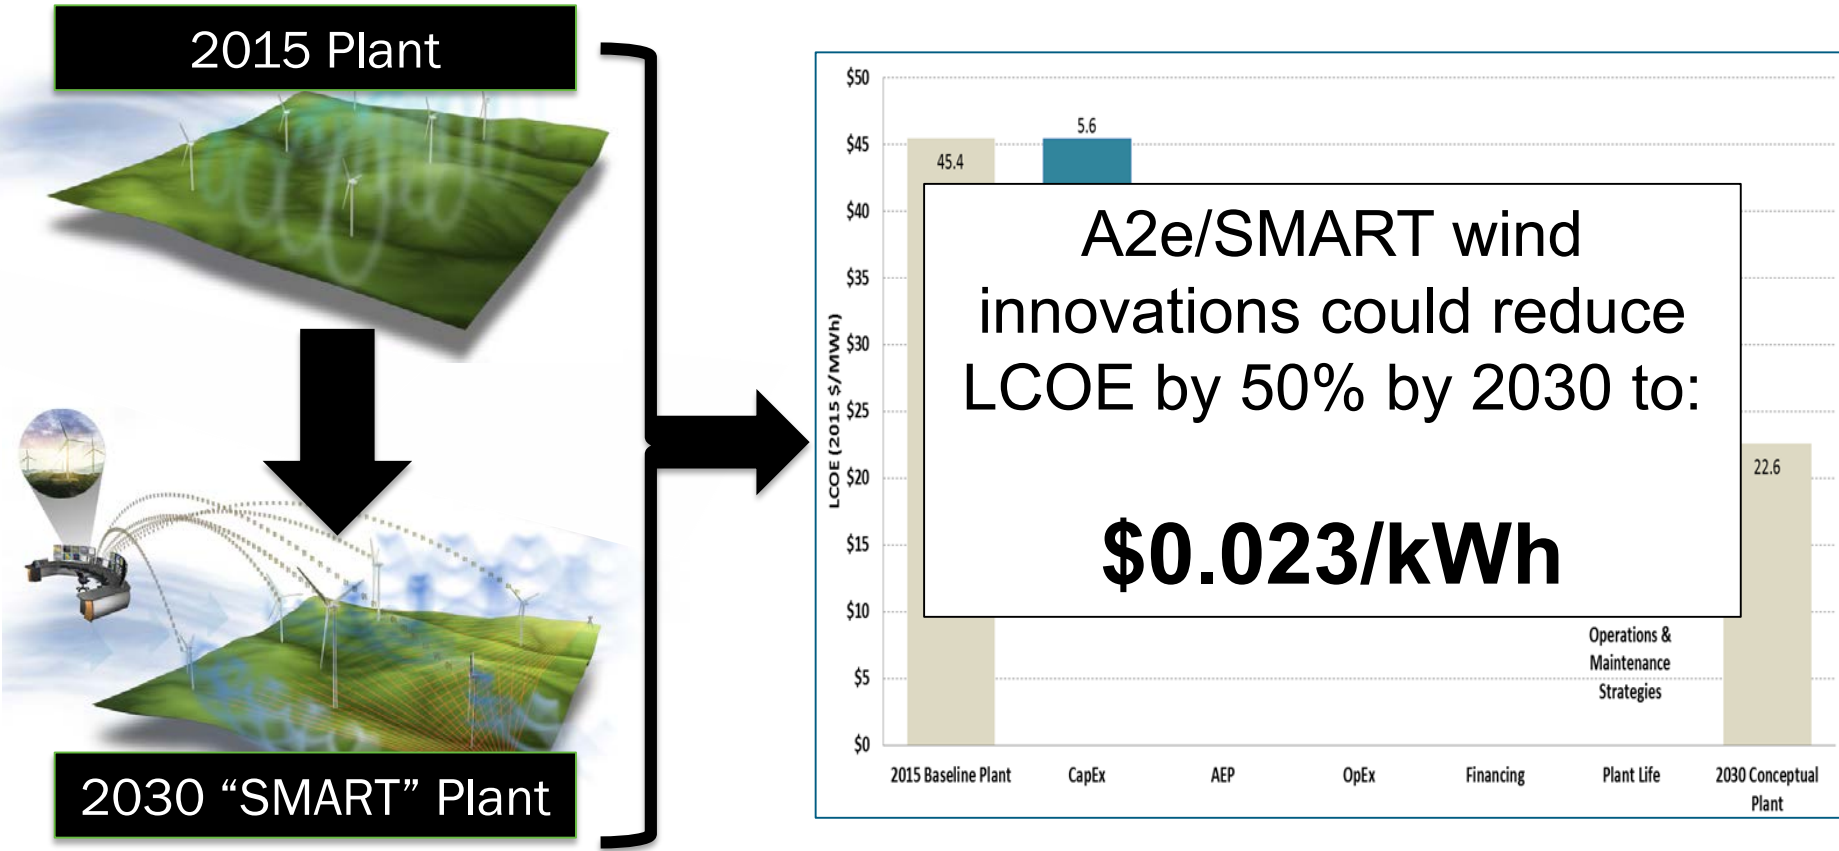 2015 Plant
2030 “SMART” Plant
$50
$45
$40
$35
$30
$25
$20
$15
$10
$5
$0
LCOE (2015 $/MWh)
45.4
5.6
22.6
A2e/SMART wind
innovations could reduce
LCOE by 50% by 2030 to:
$0.023/kWh
Operations &
Maintenance
Strategies
2015 Baseline Plant
CapEx
AEP
OpEx
Financing
Plant Life
2030 Conceptual
Plant